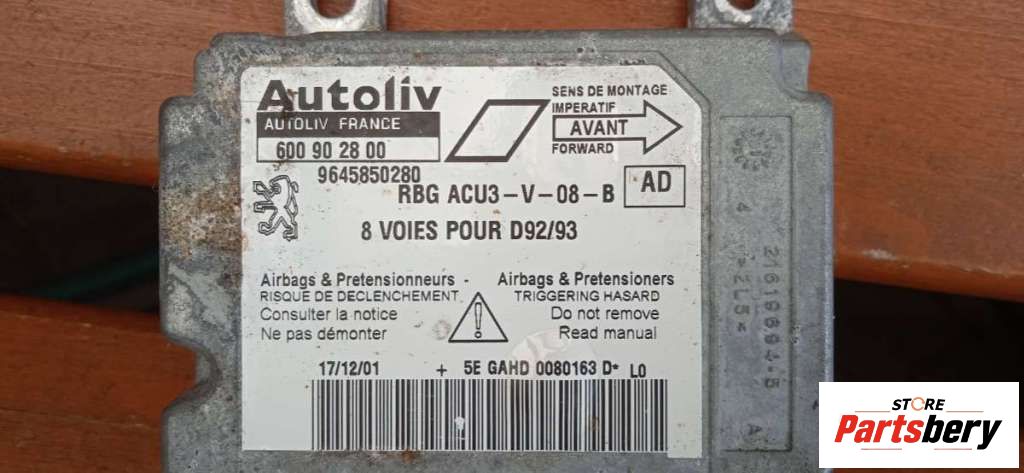 Autoliv
AUTOLIV FRANCE
600 90 28 00
9645850280
SENS DE MONTAGE
IMPERATIF
AVANT
FORWARD
RBG ACU3-V-08-B
AD
8 VOIES POUR D92/93
Airbags & Pretensionneurs -
RISQUE DE DECLENCHEMENT
Consulter la notice
Ne pas démonter
Airbags & Pretensioners
TRIGGERING HASARD
Do not remove
Read manual
17/12/01 + 5E GAHD 0080163 D* L0
STORE
Partsbery